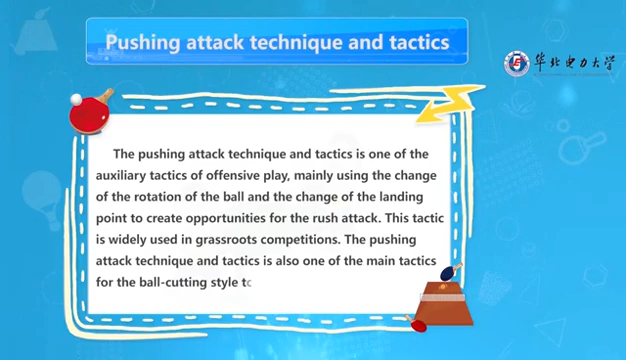 Pushing attack technique and tactics
华北电力大学
The pushing attack technique and tactics is one of the
auxiliary tactics of offensive play, mainly using the change
of the rotation of the ball and the change of the landing
point to create opportunities for the rush attack. This tactic
is widely used in grassroots competitions. The pushing
attack technique and tactics is also one of the main tactics
for the ball-cutting style to